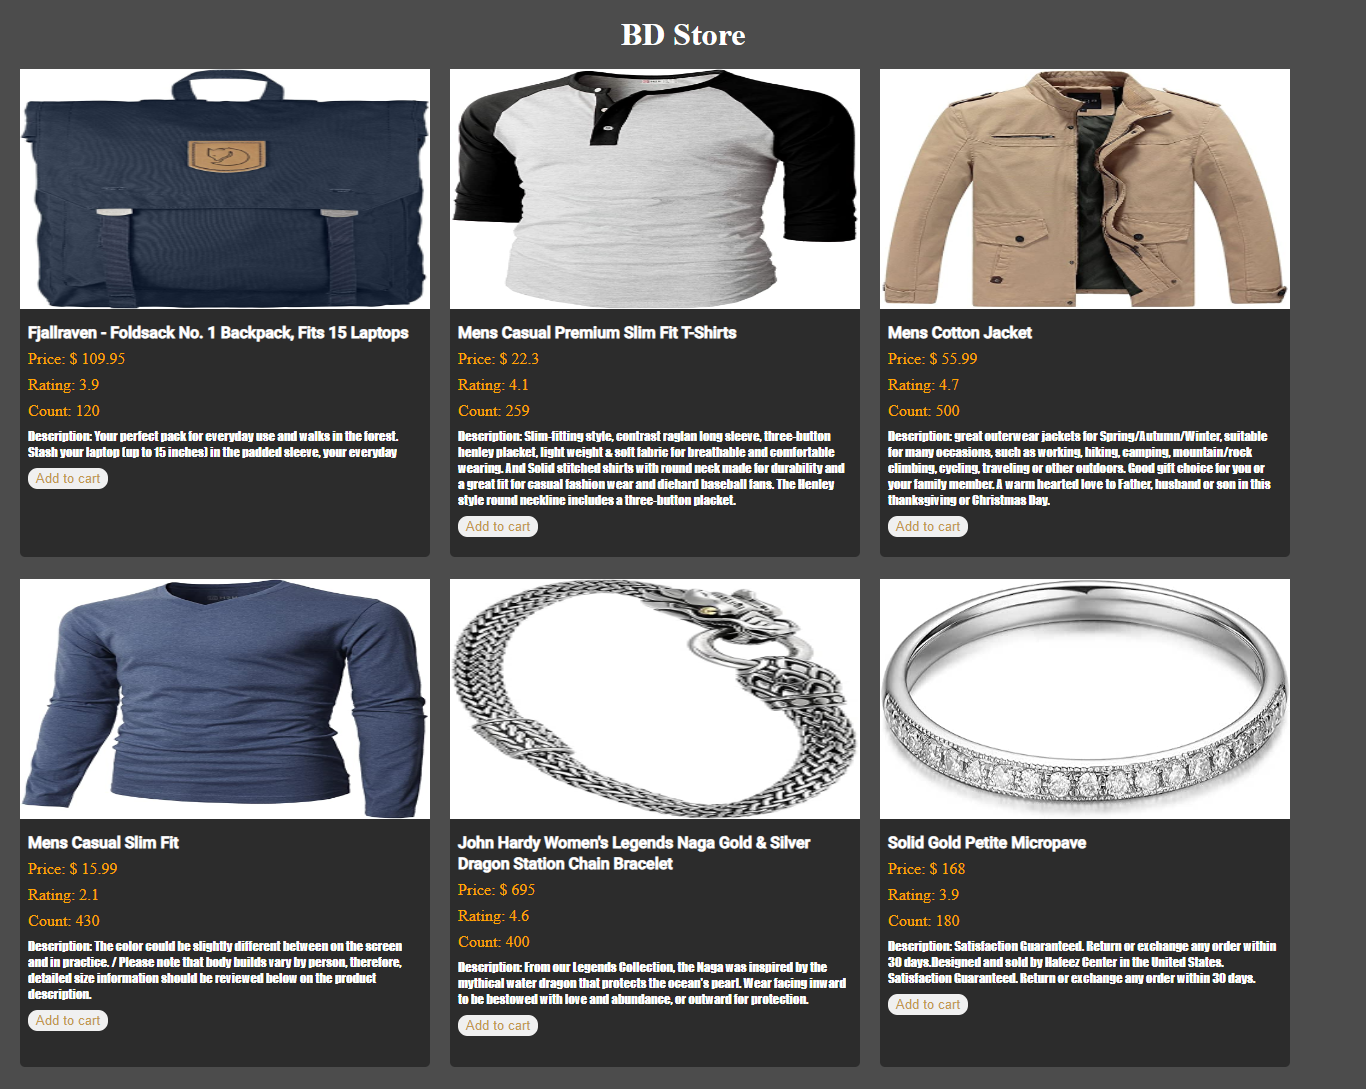 BD Store
Fjallraven - Foldsack No. 1 Backpack, Fits 15 Laptops
Price: $ 109.95
Rating: 3.9
Count: 120
Description: Your perfect pack for everyday use and walks in the forest.
Stash your laptop (up to 15 inches) in the padded sleeve, your everyday
Add to cart
Mens Casual Premium Slim Fit T-Shirts
Price: $ 22.3
Rating: 4.1
Count: 259
Description: Slim-fitting style, contrast raglan long sleeve, three-button
henley placket, light weight & soft fabric for breathable and comfortable
wearing. And Solid stitched shirts with round neck made for durability and
a great fit for casual fashion wear and diehard baseball fans. The Henley
style round neckline includes a three-button placket.
Add to cart
Mens Cotton Jacket
Price: $ 55.99
Rating: 4.7
Count: 500
Description: great outerwear jackets for Spring/Autumn/Winter, suitable
for many occasions, such as working, hiking, camping, mountain/rock
climbing, cycling, traveling or other outdoors. Good gift choice for you or
your family member. A warm hearted love to Father, husband or son in this
thanksgiving or Christmas Day.
Add to cart
Mens Casual Slim Fit
Price: $ 15.99
Rating: 2.1
Count: 430
Description: The color could be slightly different between on the screen
and in practice. / Please note that body builds vary by person, therefore,
detailed size information should be reviewed below on the product
description.
Add to cart
John Hardy Women's Legends Naga Gold & Silver
Dragon Station Chain Bracelet
Price: $ 695
Rating: 4.6
Count: 400
Description: From our Legends Collection, the Naga was inspired by the
mythical water dragon that protects the ocean's pearl. Wear facing inward
to be bestowed with love and abundance, or outward for protection.
Add to cart
Solid Gold Petite Micropave
Price: $ 168
Rating: 3.9
Count: 180
Description: Satisfaction Guaranteed. Return or exchange any order within
30 days.Designed and sold by Hafeez Center in the United States.
Satisfaction Guaranteed. Return or exchange any order within 30 days.
Add to cart